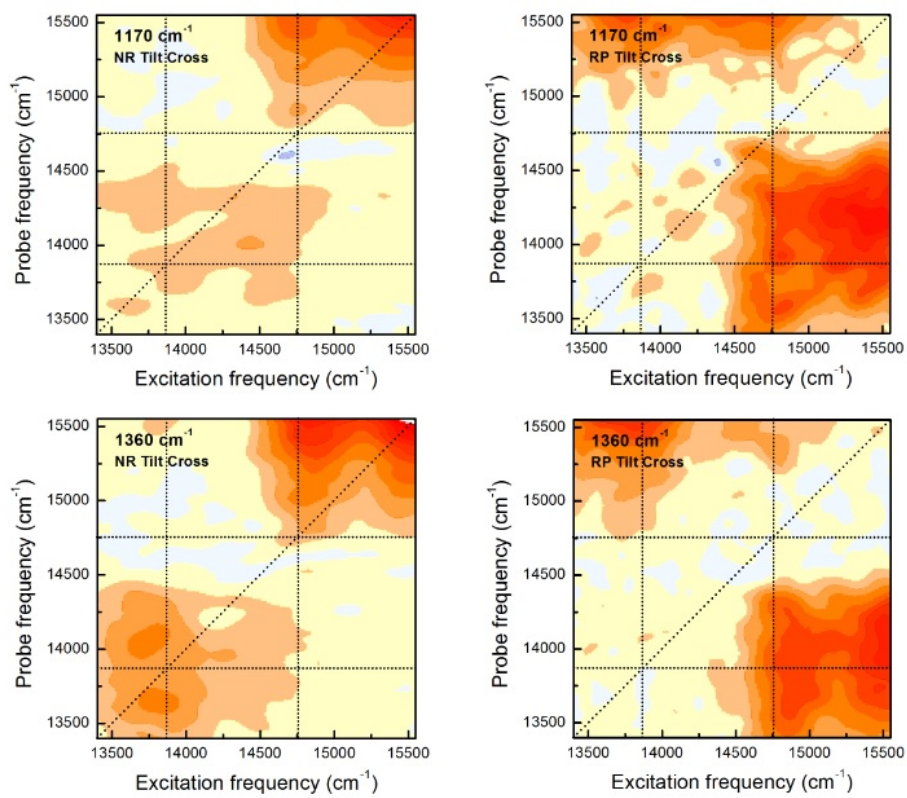 1170 cm⁻¹
NR Tilt Cross
15500
15000
14500
14000
13500
Probe frequency (cm⁻¹)
13500 14000 14500 15000 15500
Excitation frequency (cm⁻¹)
1170 cm⁻¹
RP Tilt Cross
15500
15000
14500
14000
13500
Probe frequency (cm⁻¹)
13500 14000 14500 15000 15500
Excitation frequency (cm⁻¹)
1360 cm⁻¹
NR Tilt Cross
15500
15000
14500
14000
13500
Probe frequency (cm⁻¹)
13500 14000 14500 15000 15500
Excitation frequency (cm⁻¹)
1360 cm⁻¹
RP Tilt Cross
15500
15000
14500
14000
13500
Probe frequency (cm⁻¹)
13500 14000 14500 15000 15500
Excitation frequency (cm⁻¹)